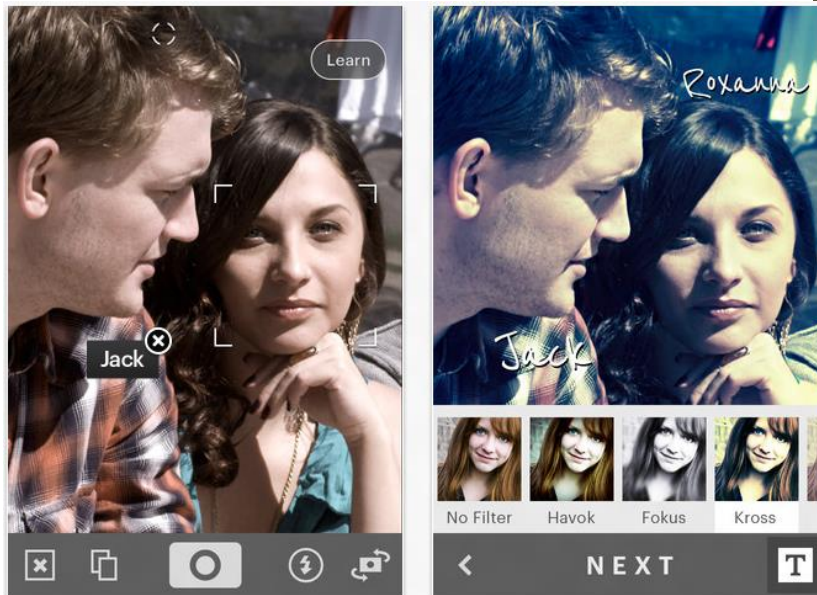 Learn
Jack
Roxanna
Jack
No Filter
Havok
Fokus
Kross
NEXT
T